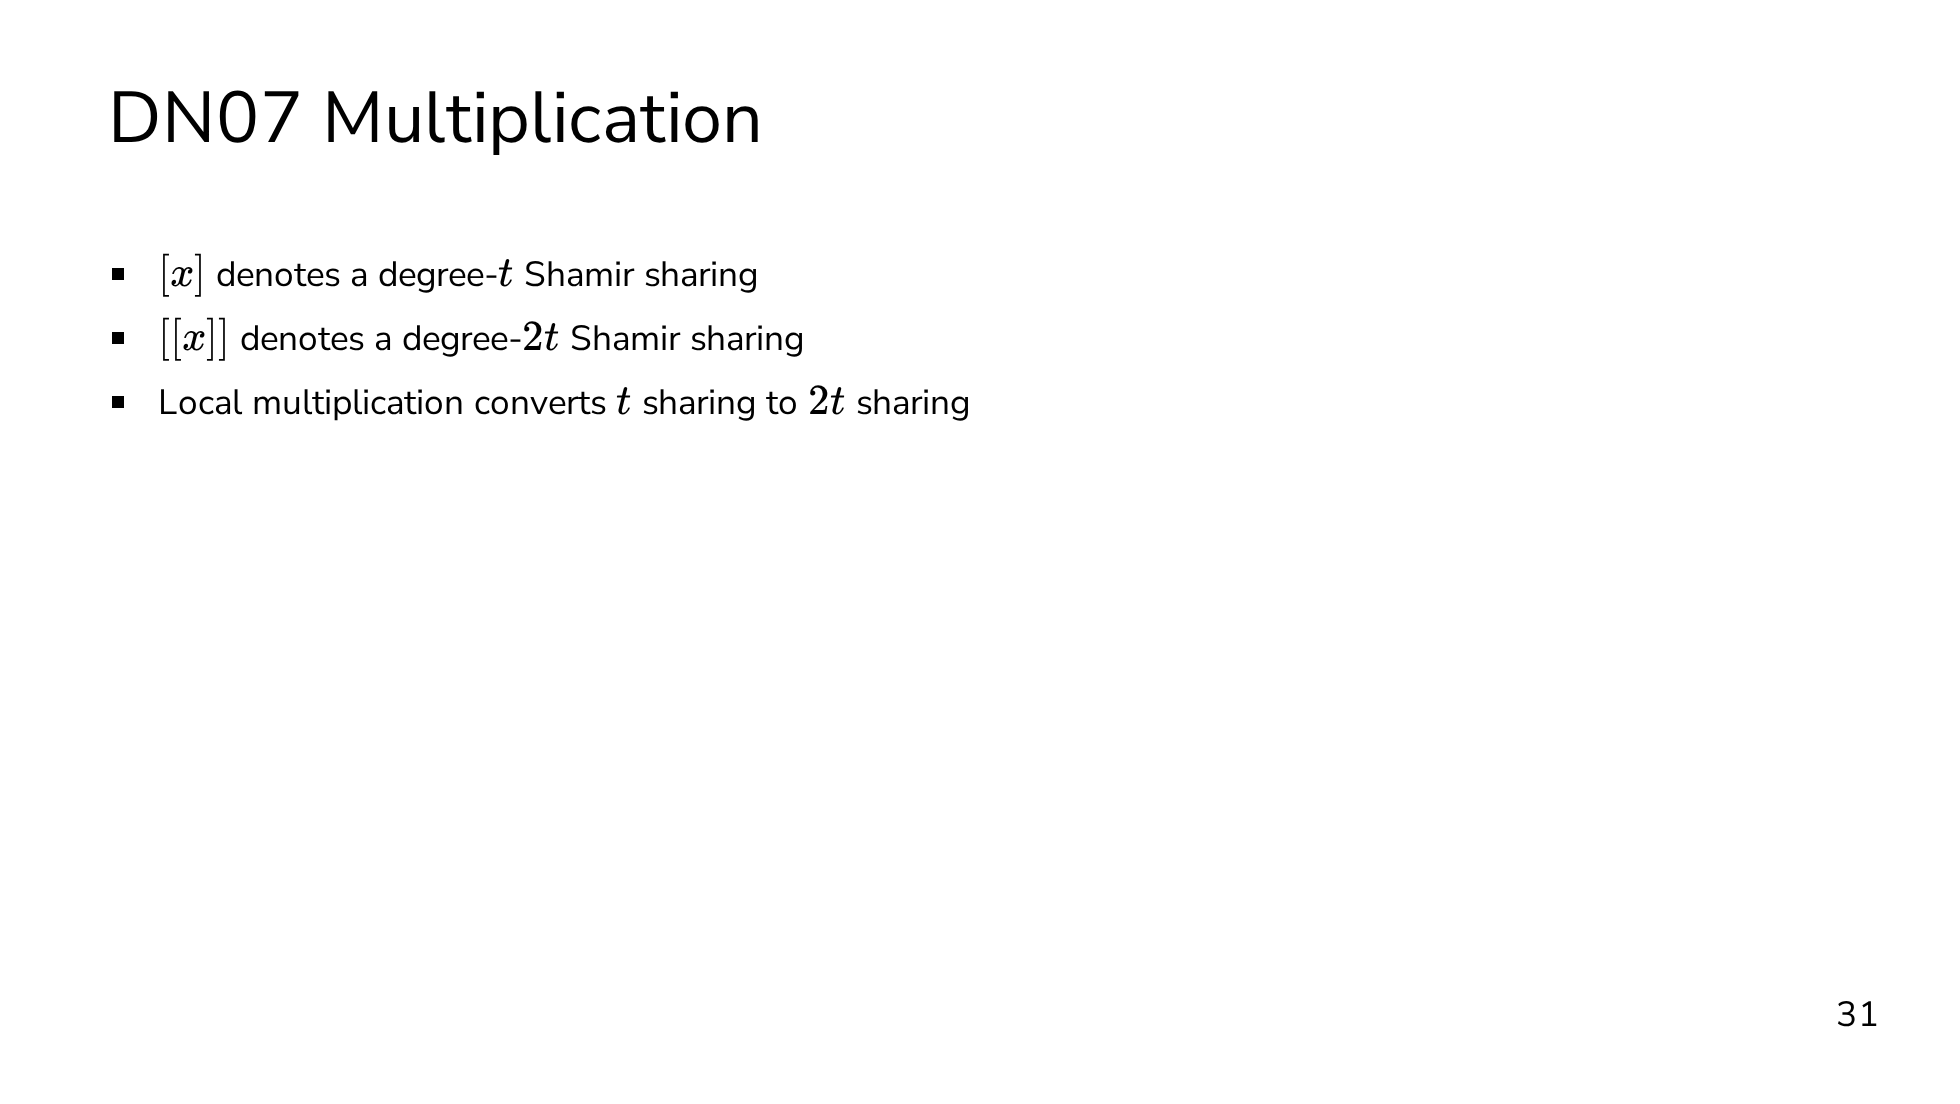 DN07 Multiplication
▪ [x] denotes a degree-t Shamir sharing
▪ [[x]] denotes a degree-2t Shamir sharing
▪ Local multiplication converts t sharing to 2t sharing
31